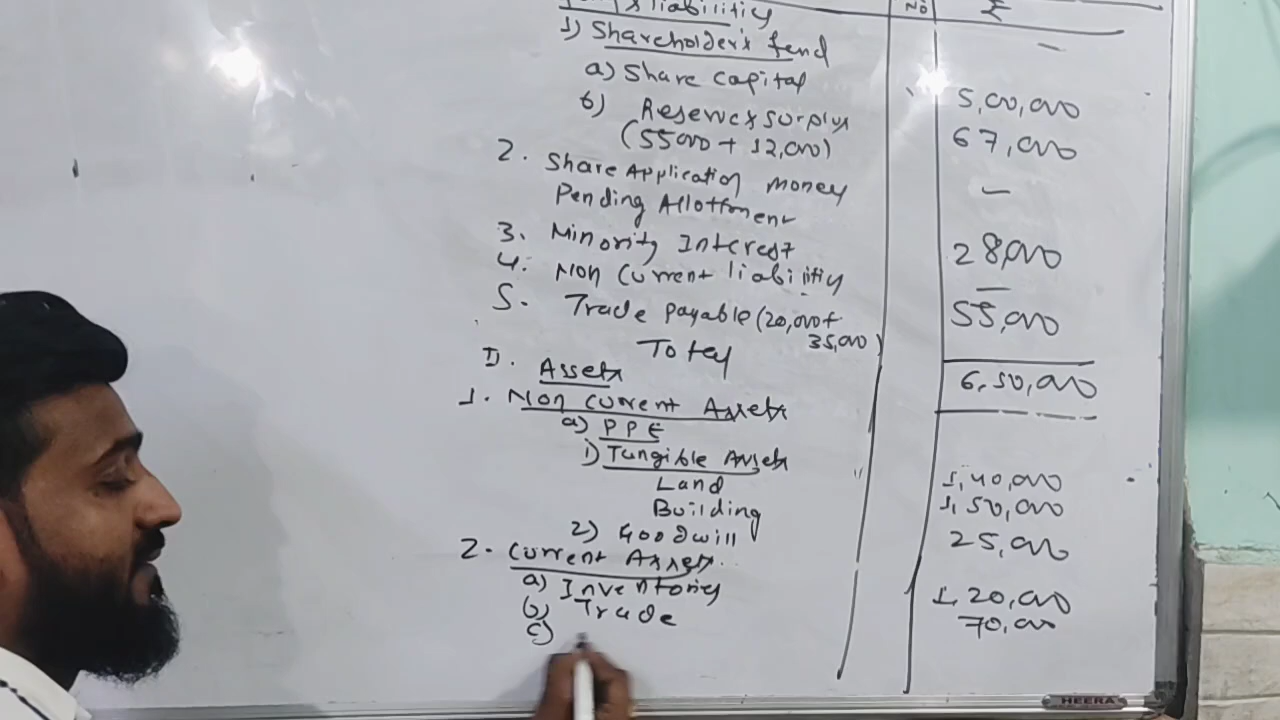 & liability
NO ₹
1) Shareholder's fund —
a) Share Capital 5,00,000
b) Reserve & Surplus 67,000
(55000 + 12,000)
2. Share Application Money —
Pending Allotment
3. Minority Interest 28,000
4. Non Current liability —
5. Trade Payable (20,000 + 55,000
35,000)
Total 6,50,000
II. Assets
1. Non Current Assets
a) PPE
i) Tangible Assets
Land 1,40,000
Building 1,50,000
2) Goodwill 25,000
2. Current Assets
a) Inventories 1,20,000
b) Trade 70,000
c)
HEERA